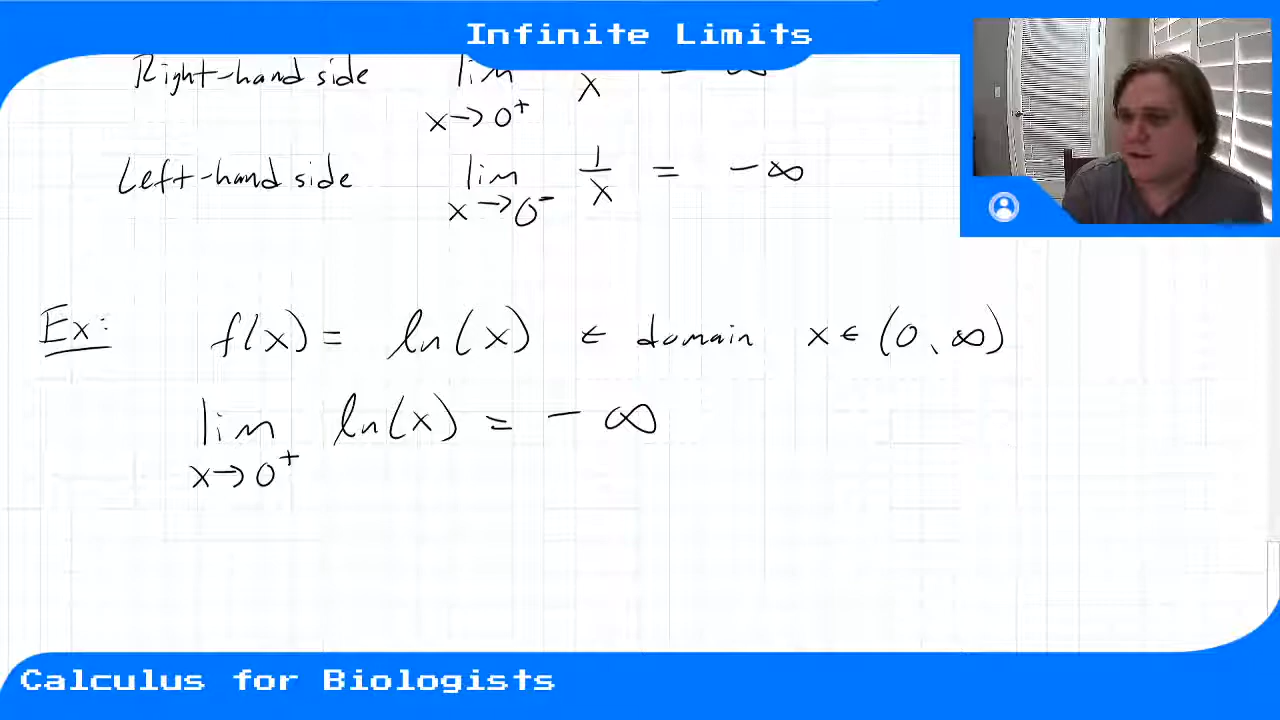 Infinite Limits
Right-hand side lim x = ∞
x→0⁺
Left-hand side lim 1/x = -∞
x→0⁻
Ex: f(x) = ln(x) ← domain x ∈ (0, ∞)
lim ln(x) = -∞
x→0⁺
Calculus for Biologists